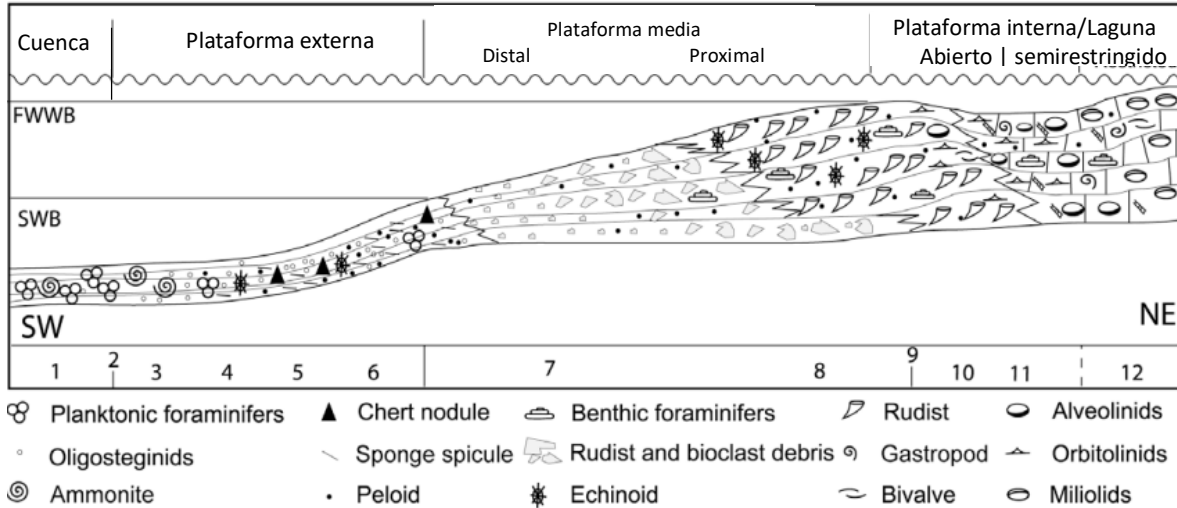 Cuenca Plataforma externa Plataforma media Plataforma interna/Laguna
Distal Proximal Abierto | semirestringido
FWWB
SWB
SW NE
1 2 3 4 5 6 7 8 9 10 11 12
Planktonic foraminifers Chert nodule Benthic foraminifers Rudist Alveolinids
Oligosteginids Sponge spicule Rudist and bioclast debris Gastropod Orbitolinids
Ammonite Peloid Echinoid Bivalve Miliolids